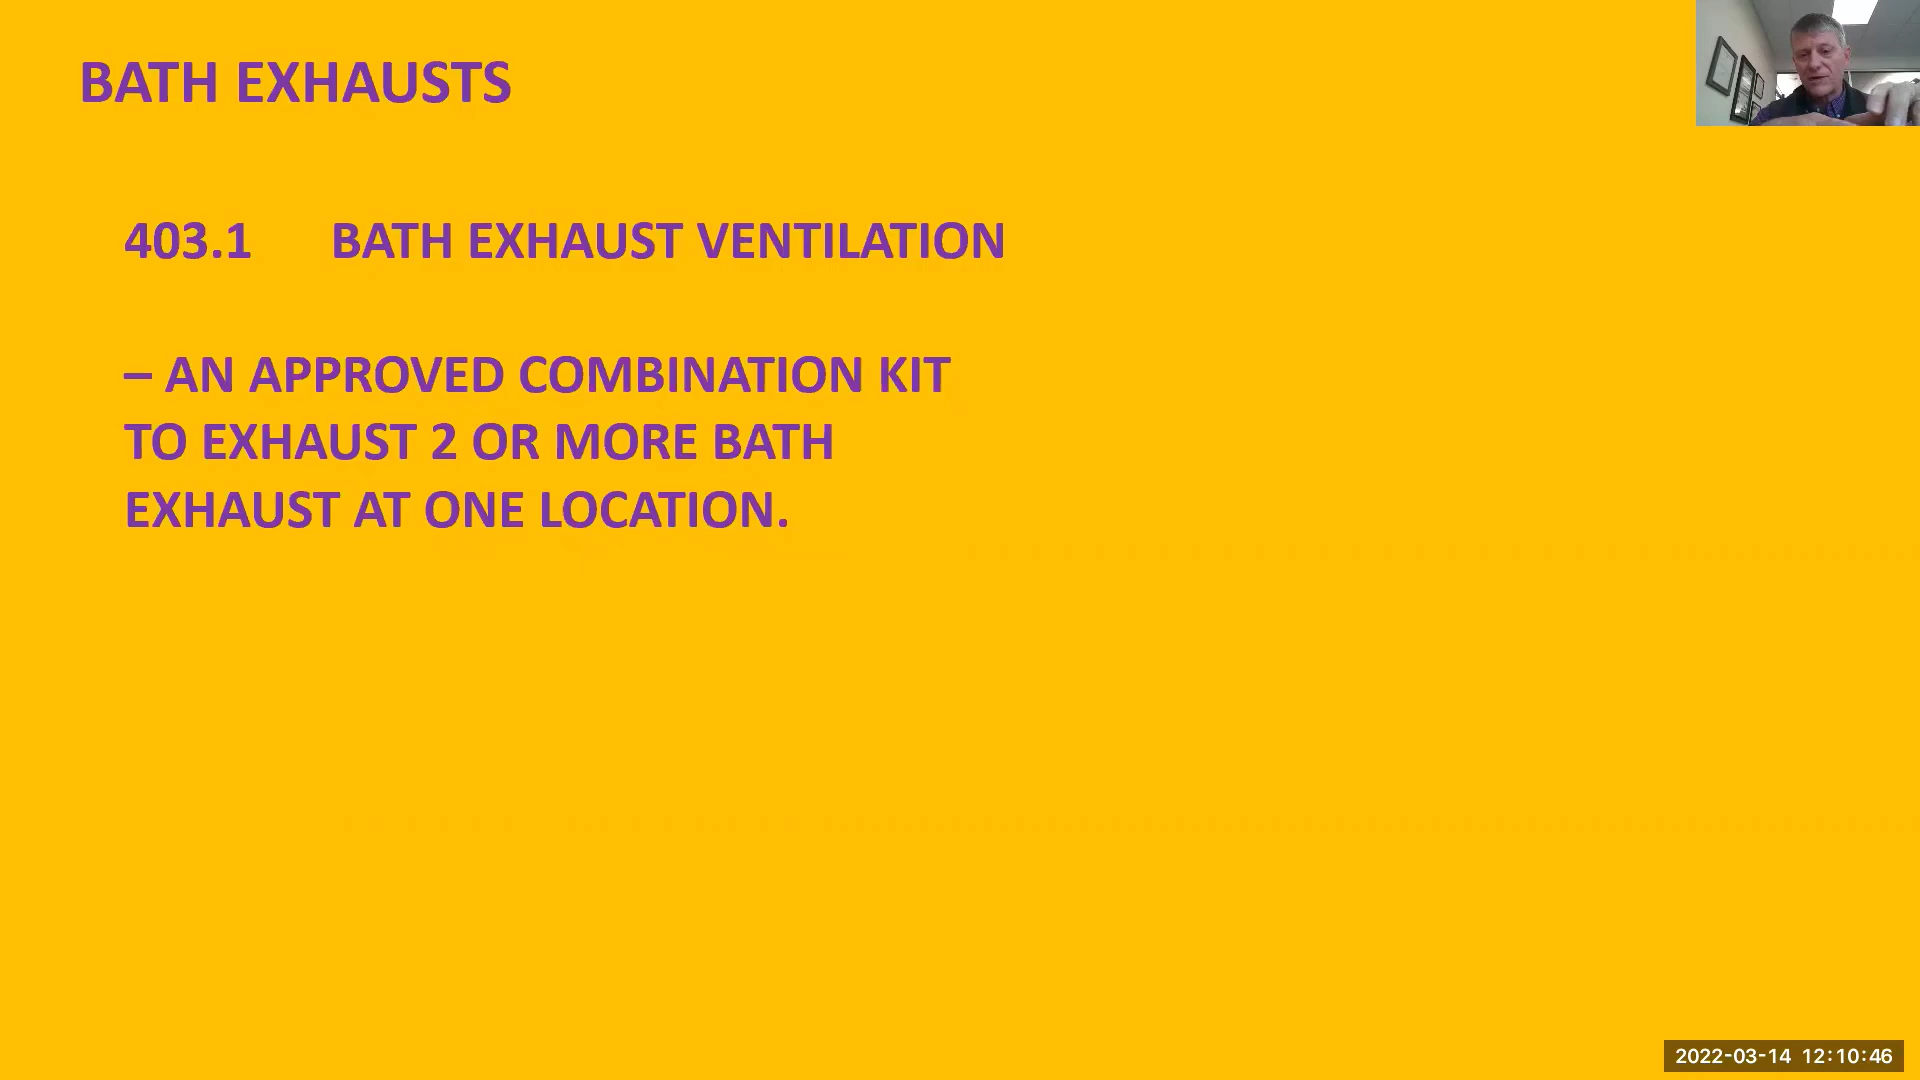 BATH EXHAUSTS
403.1 BATH EXHAUST VENTILATION
– AN APPROVED COMBINATION KIT
TO EXHAUST 2 OR MORE BATH
EXHAUST AT ONE LOCATION.
2022-03-14 12:10:46